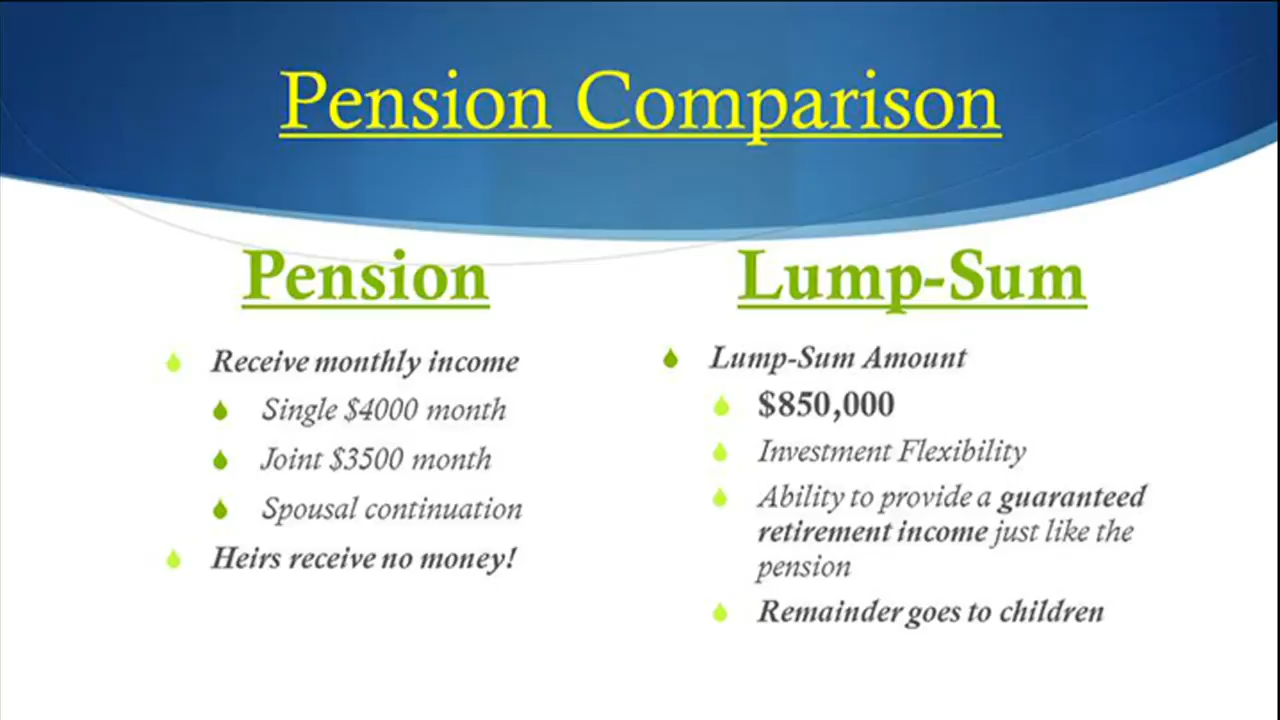 Pension Comparison
Pension
Receive monthly income
Single $4000 month
Joint $3500 month
Spousal continuation
Heirs receive no money!
Lump-Sum
Lump-Sum Amount
$850,000
Investment Flexibility
Ability to provide a guaranteed
retirement income just like the
pension
Remainder goes to children